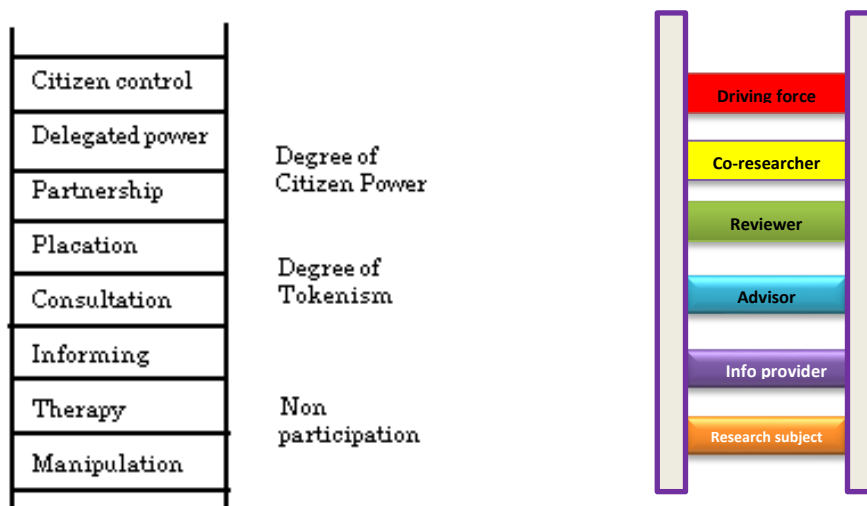 Citizen control
Delegated power
Partnership
Placation
Consultation
Informing
Therapy
Manipulation
Degree of
Citizen Power
Degree of
Tokenism
Non
participation
Driving force
Co-researcher
Reviewer
Advisor
Info provider
Research subject